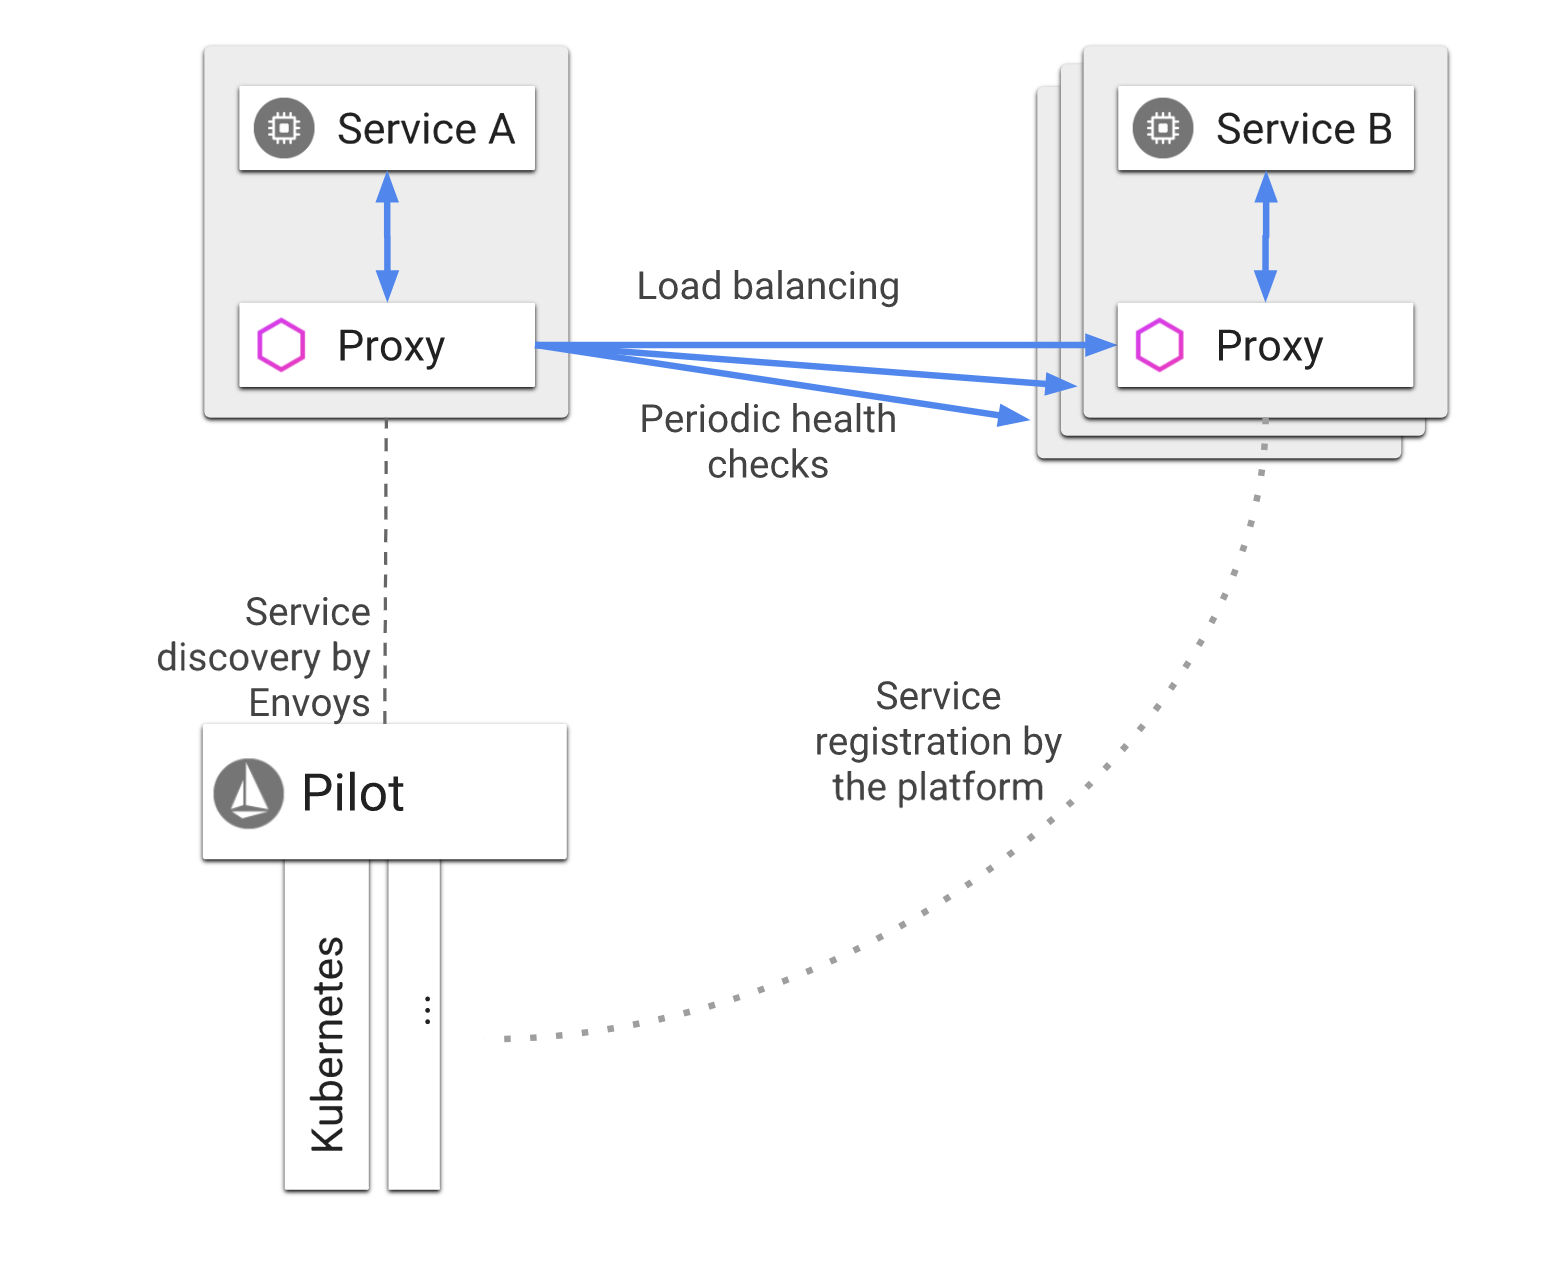 Service A
Service B
Load balancing
Proxy
Proxy
Periodic health
checks
Service
discovery by
Envoys
Service
registration by
the platform
Pilot
Kubernetes
...